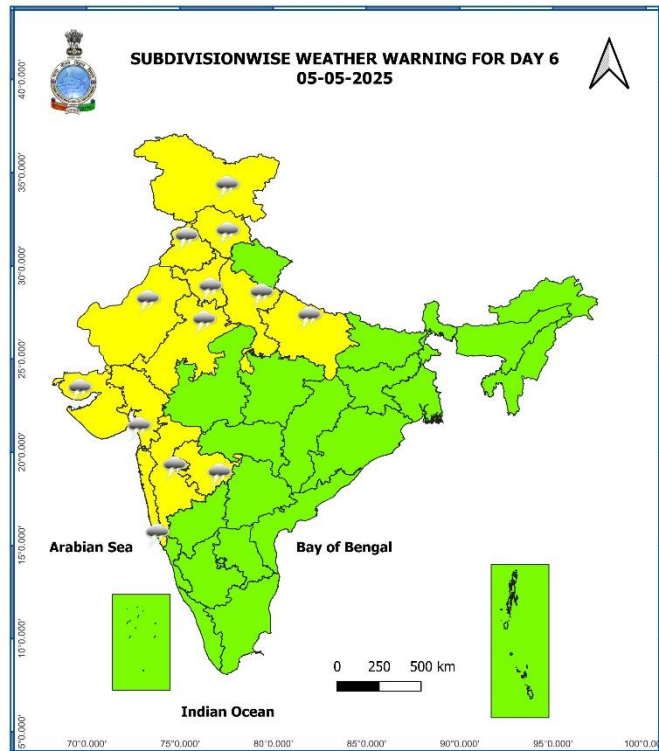 SUBDIVISIONWISE WEATHER WARNING FOR DAY 6
05-05-2025
40°0.000'
35°0.000'
30°0.000'
25°0.000'
20°0.000'
15°0.000'
10°0.000'
5°0.000'
Arabian Sea
Bay of Bengal
0 250 500 km
Indian Ocean
70°0.000' 75°0.000' 80°0.000' 85°0.000' 90°0.000' 95°0.000' 100°0.000'